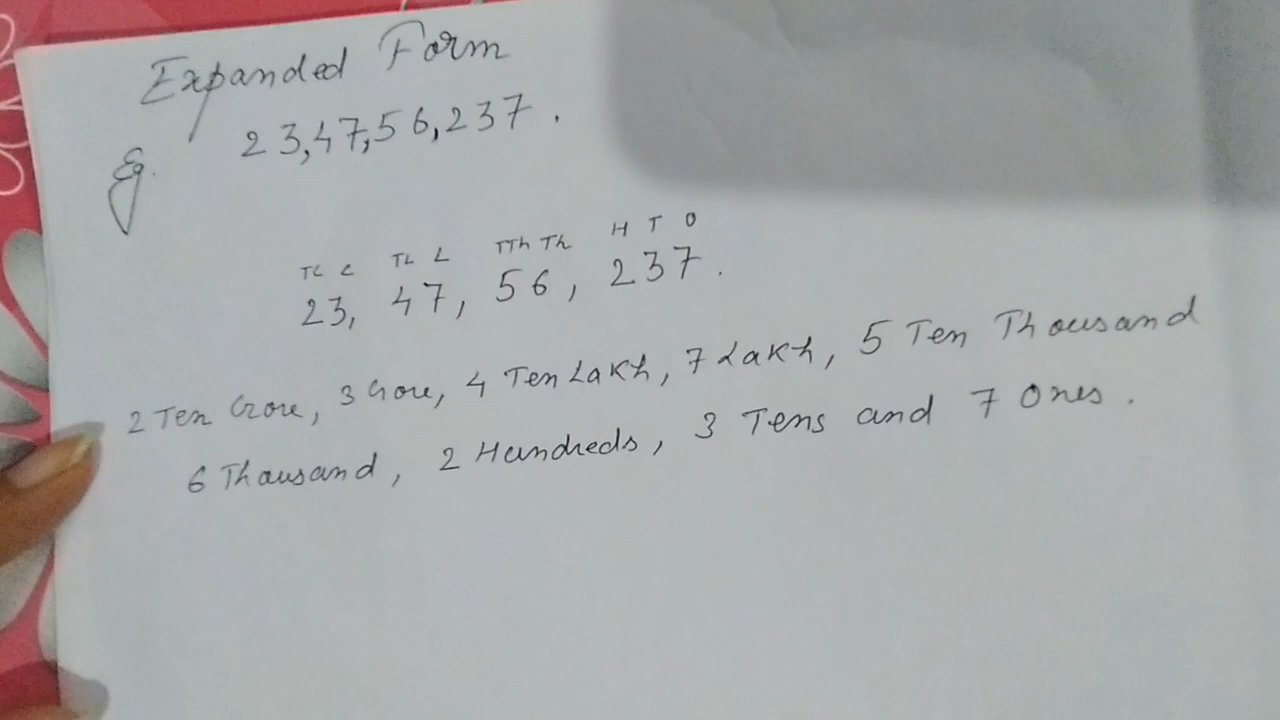 Expanded Form
Eg. 23,47,56,237.
TC C TL L TTh Th H T O
23, 47, 56, 237.
2 Ten Crore, 3 Crore, 4 Ten Lakh, 7 Lakh, 5 Ten Thousand
6 Thousand, 2 Hundreds, 3 Tens and 7 Ones.